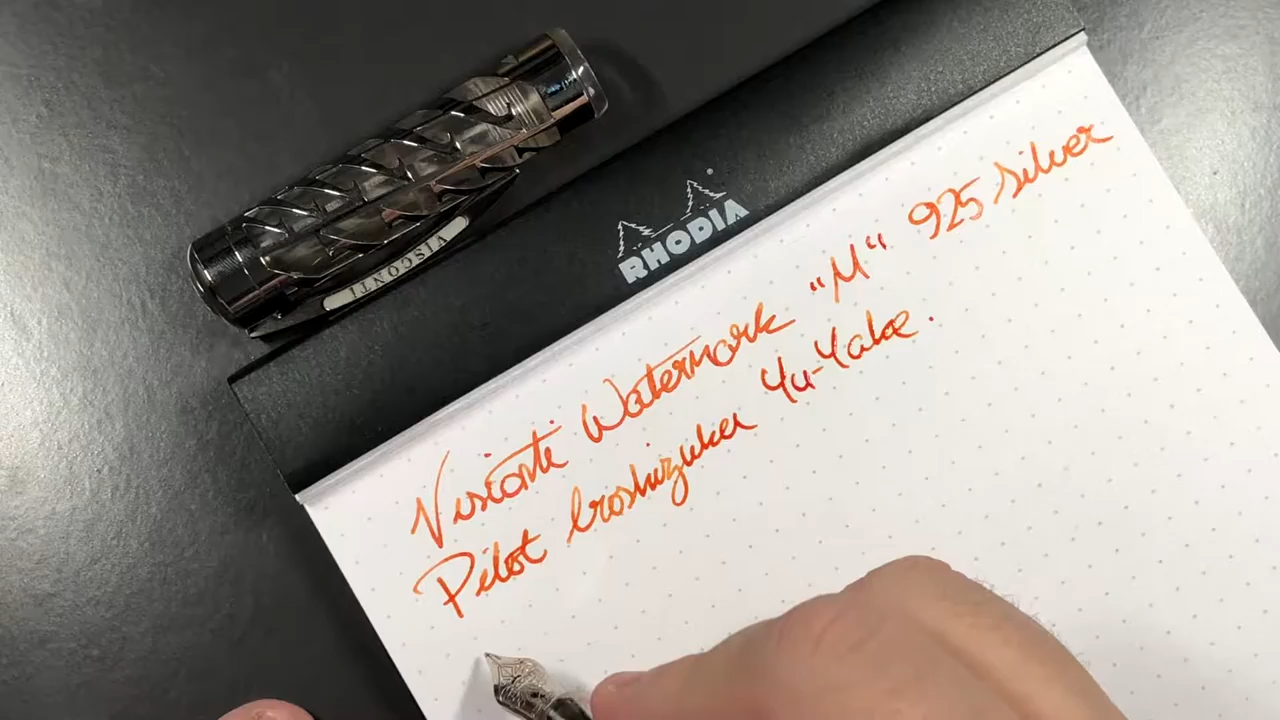 VISCONTI
RHODIA
Visconti Watermark "M" 925 silver
Pilot Iroshizuku Yu-Yake.